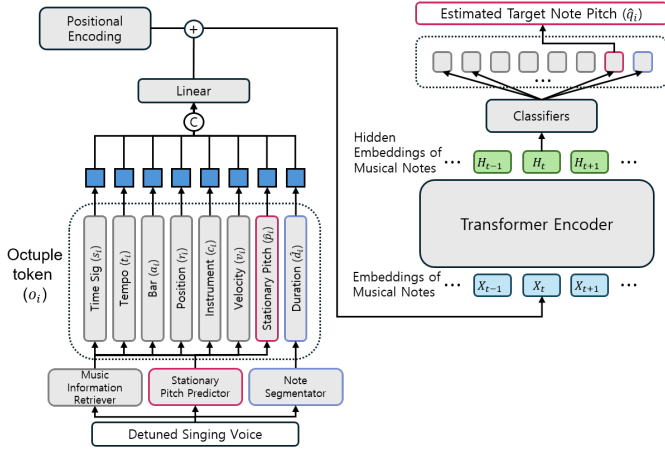 Positional
Encoding
+
Linear
C
Octuple
token
(oᵢ)
Time Sig (sᵢ)
Tempo (tᵢ)
Bar (aᵢ)
Position (rᵢ)
Instrument (cᵢ)
Velocity (vᵢ)
Stationary Pitch (p̂ᵢ)
Duration (d̂ᵢ)
Music
Information
Retriever
Stationary
Pitch Predictor
Note
Segmentator
Detuned Singing Voice
Estimated Target Note Pitch (q̂ᵢ)
...
Classifiers
Hidden
Embeddings of
Musical Notes
... Hₜ₋₁ Hₜ Hₜ₊₁ ...
Transformer Encoder
Embeddings of
Musical Notes
... Xₜ₋₁ Xₜ Xₜ₊₁ ...